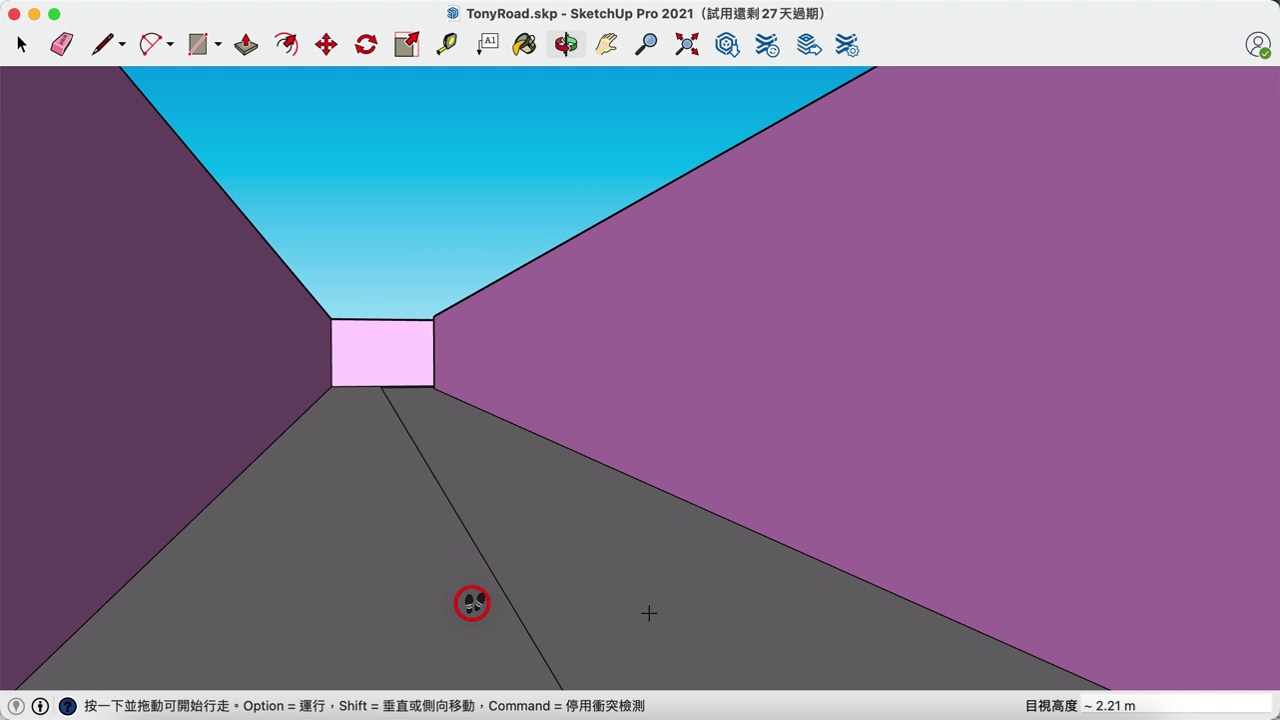 TonyRoad.skp - SketchUp Pro 2021（試用還剩 27 天過期）
A1
按一下並拖動可開始行走。Option = 運行，Shift = 垂直或側向移動，Command = 停用衝突檢測
目視高度 ~ 2.21 m